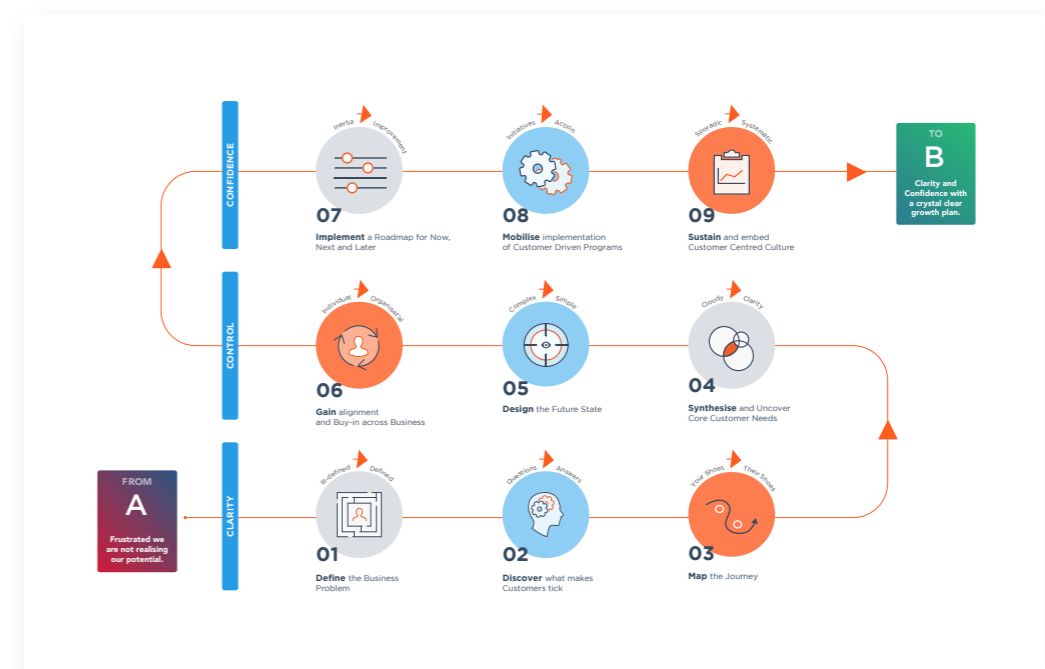 CONFIDENCE
Inertia
Improvement
07
Implement a Roadmap for Now,
Next and Later
Initiatives
Action
08
Mobilise implementation
of Customer Driven Programs
Sporadic
Systematic
09
Sustain and embed
Customer Centred Culture
TO
B
Clarity and
Confidence with
a crystal clear
growth plan.
CONTROL
Individual
Organisatal
06
Gain alignment
and Buy-in across Business
Complex
Simple
05
Design the Future State
Cloudy
Clarity
04
Synthesise and Uncover
Core Customer Needs
FROM
A
Frustrated we
are not realising
our potential.
CLARITY
Ill-defined
Defined
01
Define the Business
Problem
Questions
Answers
02
Discover what makes
Customers tick
Your Shoes
Their Shoes
03
Map the Journey